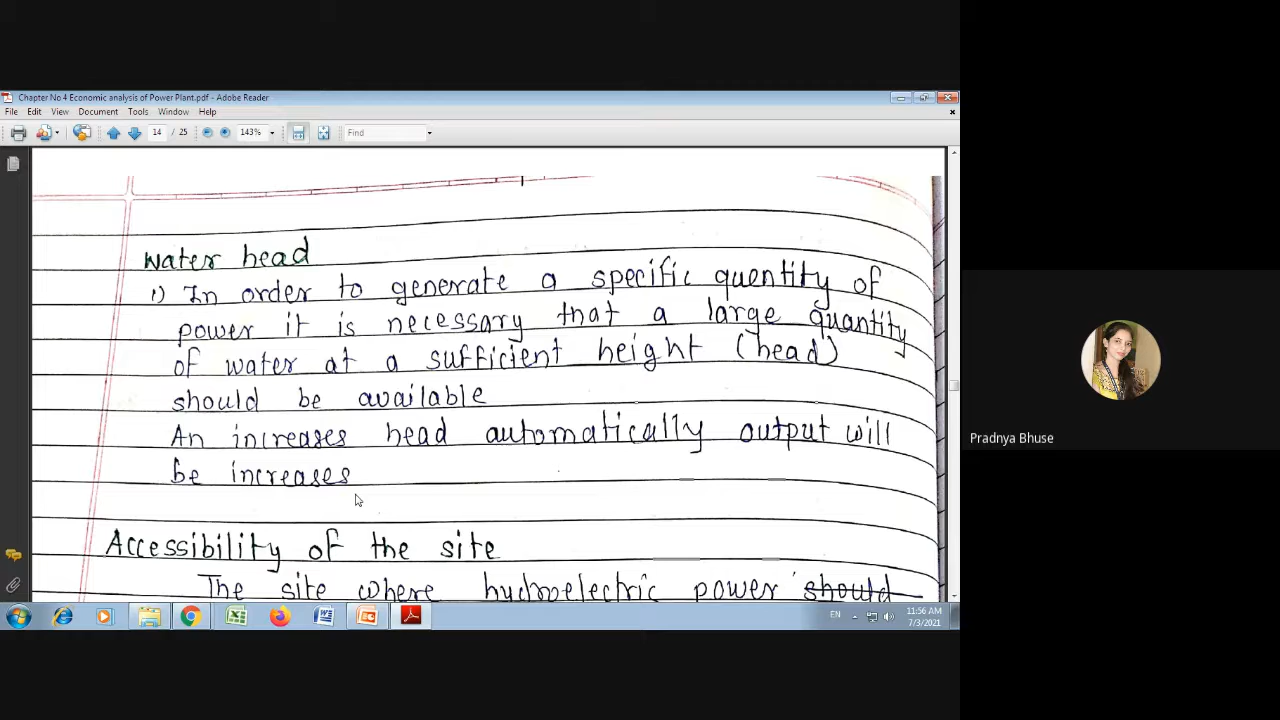 Chapter No 4 Economic analysis of Power Plant.pdf - Adobe Reader
File Edit View Document Tools Window Help
14 / 25 143% Find
Water head
1) In order to generate a specific quentity of
power it is necessary that a large quantity
of water at a sufficient height (head)
should be available
An increases head automatically output will
be increases
Accessibility of the site
The site where hydroelectric power should
Pradnya Bhuse
EN
11:56 AM
7/3/2021